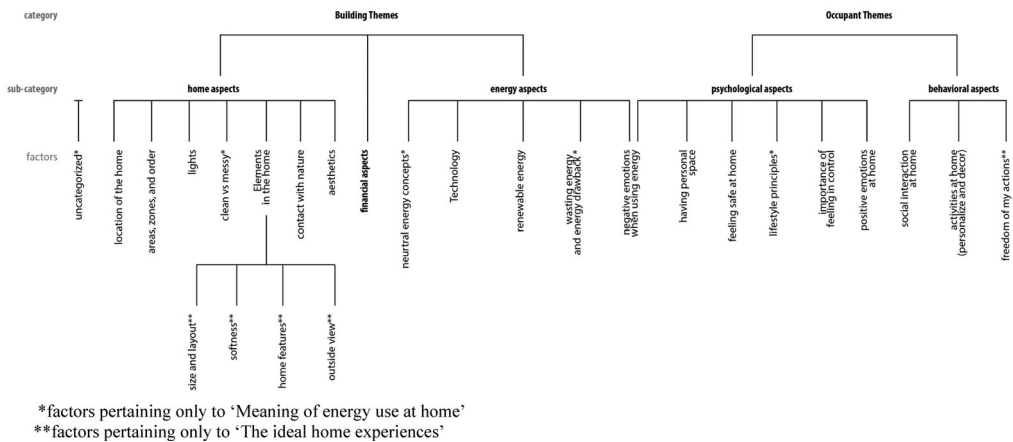 category
Building Themes
Occupant Themes
sub-category
home aspects
energy aspects
psychological aspects
behavioral aspects
factors
uncategorized*
location of the home
areas, zones, and order
lights
clean vs messy*
Elements
in the home
contact with nature
aesthetics
financial aspects
neurtral energy concepts*
Technology
renewable energy
wasting energy
and energy drawback*
negative emotions
when using energy
having personal
space
feeling safe at home
lifestyle principles*
importance of
feeling in control
positive emotions
at home
social interaction
at home
activities at home
(personalize and decor)
freedom of my actions**
size and layout**
softness**
home features**
outside view**
*factors pertaining only to ‘Meaning of energy use at home’
**factors pertaining only to ‘The ideal home experiences’